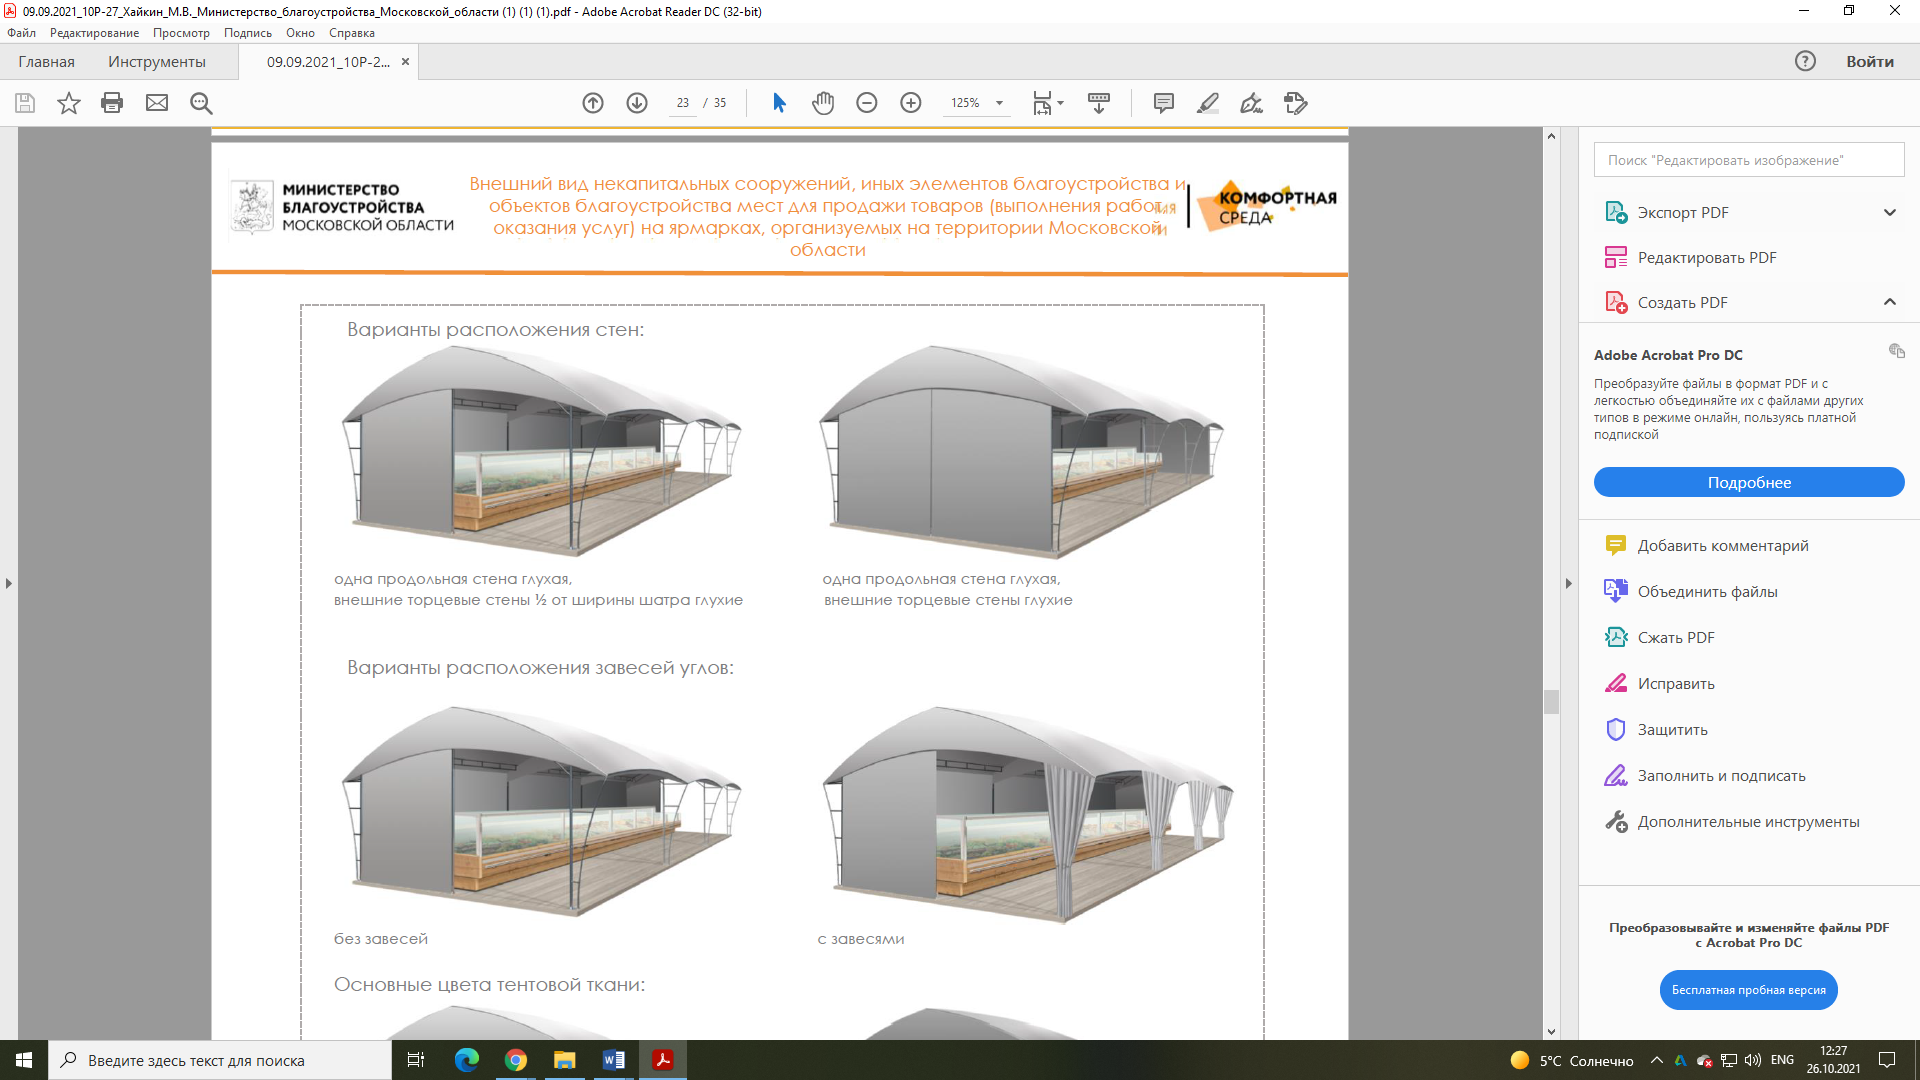 09.09.2021_10Р-27_Хайкин_М.В._Министерство_благоустройства_Московской_области (1) (1) (1).pdf - Adobe Acrobat Reader DC (32-bit)
Файл Редактирование Просмотр Подпись Окно Справка
Главная Инструменты 09.09.2021_10Р-2... × Войти
23 / 35 125%
МИНИСТЕРСТВО
БЛАГОУСТРОЙСТВА
МОСКОВСКОЙ ОБЛАСТИ
Внешний вид некапитальных сооружений, иных элементов благоустройства и
объектов благоустройства мест для продажи товаров (выполнения работ,
оказания услуг) на ярмарках, организуемых на территории Московской
области
КОМФОРТНАЯ
СРЕДА
Варианты расположения стен:
одна продольная стена глухая,
внешние торцевые стены ½ от ширины шатра глухие
одна продольная стена глухая,
внешние торцевые стены глухие
Варианты расположения завесей углов:
без завесей
с завесями
Основные цвета тентовой ткани:
Поиск "Редактировать изображение"
Экспорт PDF
Редактировать PDF
Создать PDF
Adobe Acrobat Pro DC
Преобразуйте файлы в формат PDF и с
легкостью объединяйте их с файлами других
типов в режиме онлайн, пользуясь платной
подпиской
Подробнее
Добавить комментарий
Объединить файлы
Сжать PDF
Исправить
Защитить
Заполнить и подписать
Дополнительные инструменты
Преобразовывайте и изменяйте файлы PDF
с Acrobat Pro DC
Бесплатная пробная версия
Введите здесь текст для поиска
5°C Солнечно
ENG
12:27
26.10.2021